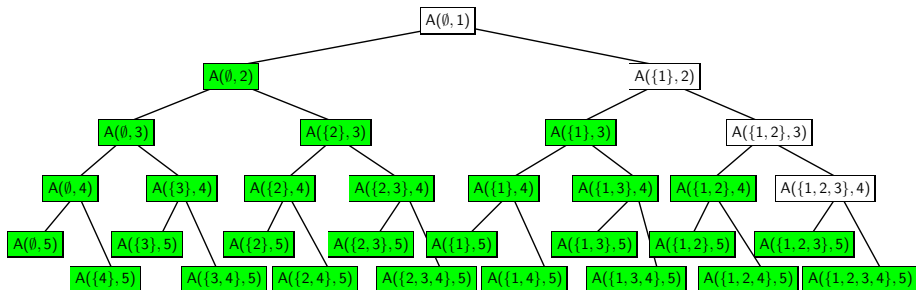 A(∅, 1)
A(∅, 2) A({1}, 2)
A(∅, 3) A({2}, 3) A({1}, 3) A({1, 2}, 3)
A(∅, 4) A({3}, 4) A({2}, 4) A({2, 3}, 4) A({1}, 4) A({1, 3}, 4) A({1, 2}, 4) A({1, 2, 3}, 4)
A(∅, 5) A({3}, 5) A({2}, 5) A({2, 3}, 5) A({1}, 5) A({1, 3}, 5) A({1, 2}, 5) A({1, 2, 3}, 5)
A({4}, 5) A({3, 4}, 5) A({2, 4}, 5) A({2, 3, 4}, 5) A({1, 4}, 5) A({1, 3, 4}, 5) A({1, 2, 4}, 5) A({1, 2, 3, 4}, 5)